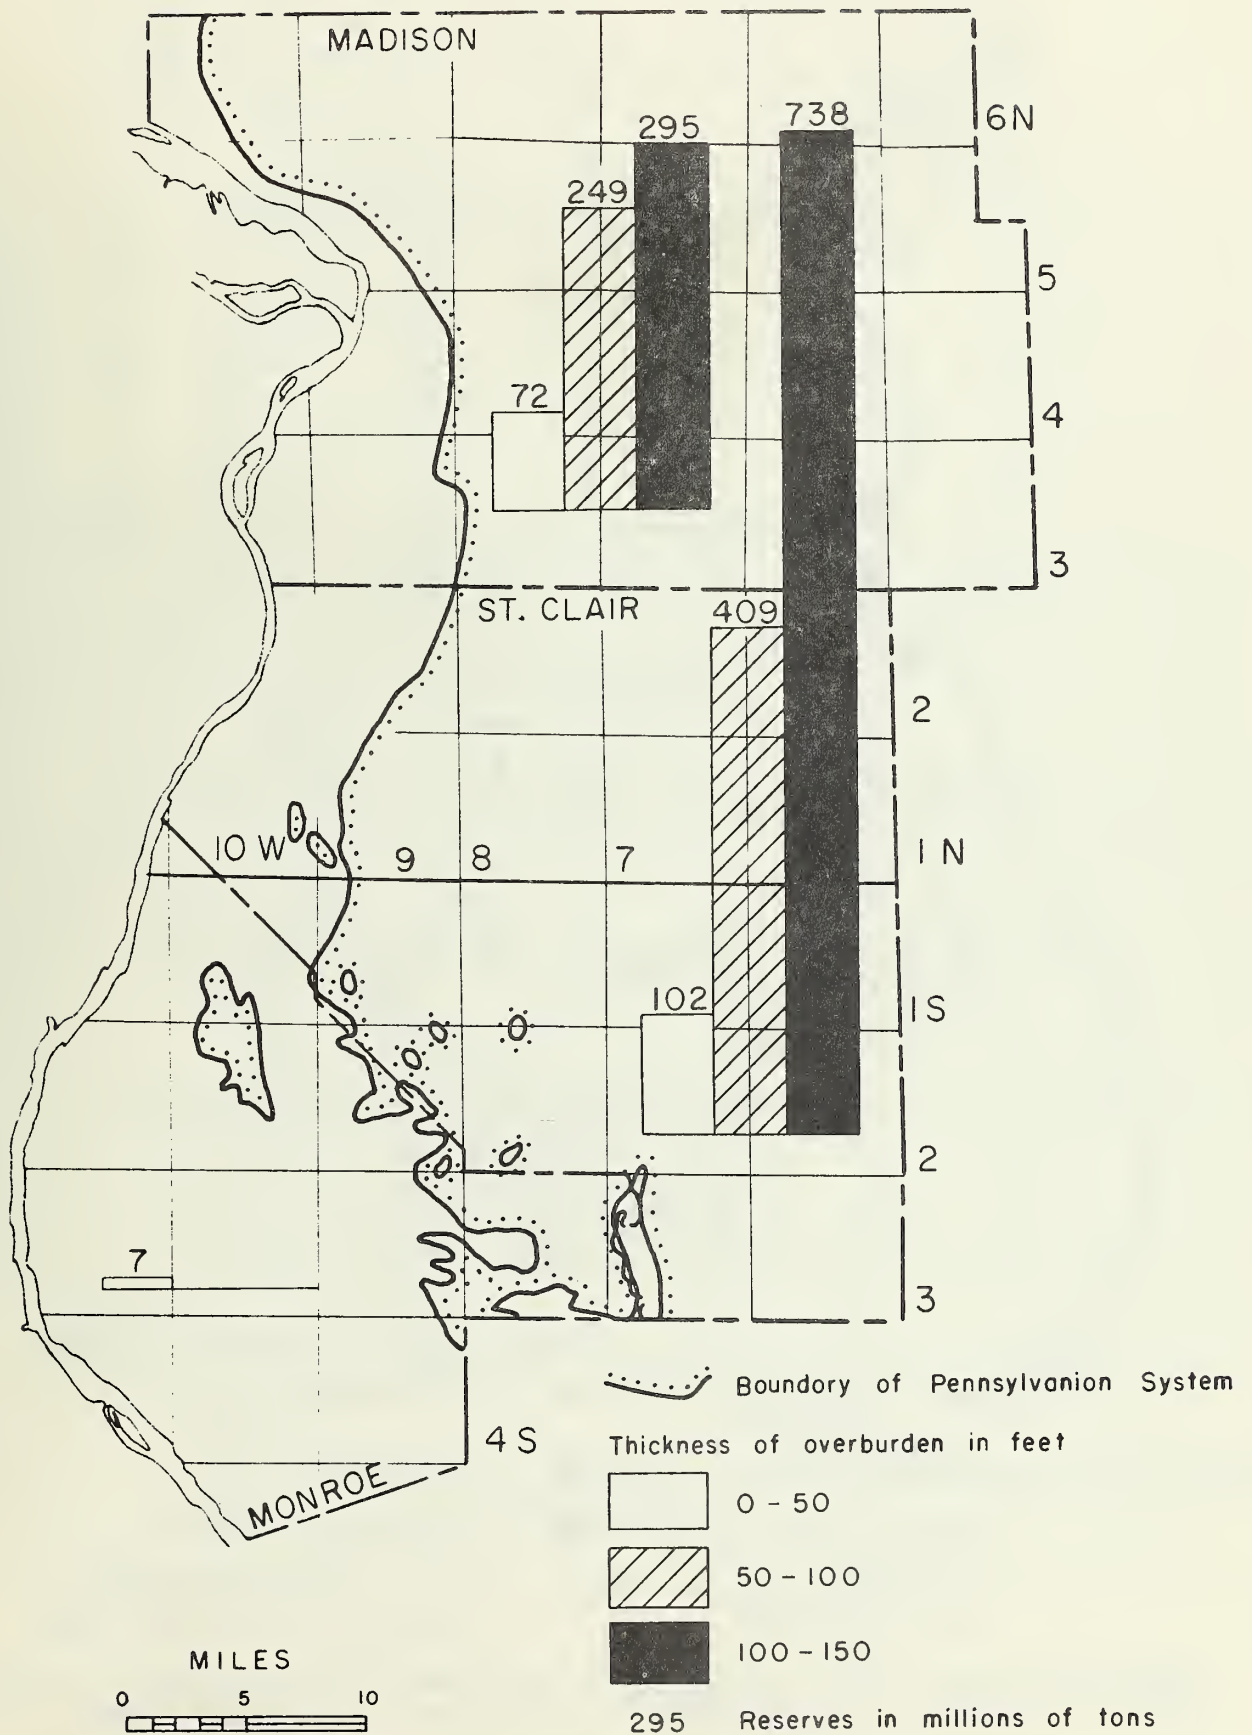 MADISON
6N
738
295
249
5
72
4
3
ST. CLAIR
409
2
10 W
9
8
7
1 N
102
1S
2
7
3
Boundory of Pennsylvanion System
4 S
Thickness of overburden in feet
MONROE
0 - 50
50 - 100
100 - 150
MILES
0 5 10
295 Reserves in millions of tons